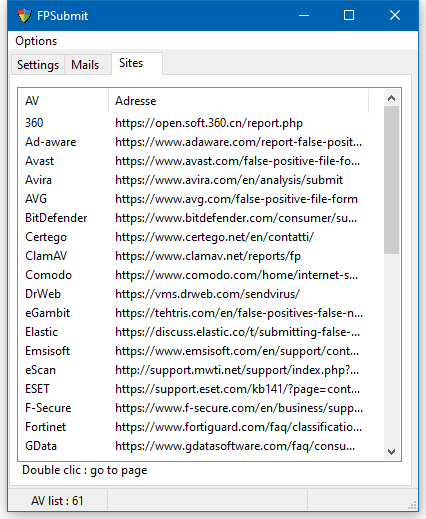 FPSubmit
Options
Settings Mails Sites
AV Adresse
360 https://open.soft.360.cn/report.php
Ad-aware https://www.adaware.com/report-false-posit...
Avast https://www.avast.com/false-positive-file-fo...
Avira https://www.avira.com/en/analysis/submit
AVG https://www.avg.com/false-positive-file-form
BitDefender https://www.bitdefender.com/consumer/su...
Certego https://www.certego.net/en/contatti/
ClamAV https://www.clamav.net/reports/fp
Comodo https://www.comodo.com/home/internet-s...
DrWeb https://vms.drweb.com/sendvirus/
eGambit https://tehtris.com/en/false-positives-false-n...
Elastic https://discuss.elastic.co/t/submitting-false-...
Emsisoft https://www.emsisoft.com/en/support/cont...
eScan http://support.mwti.net/support/index.php?...
ESET https://support.eset.com/kb141/?page=cont...
F-Secure https://www.f-secure.com/en/business/supp...
Fortinet https://www.fortiguard.com/faq/classificatio...
GData https://www.gdatasoftware.com/faq/consu...
Double clic : go to page
AV list : 61